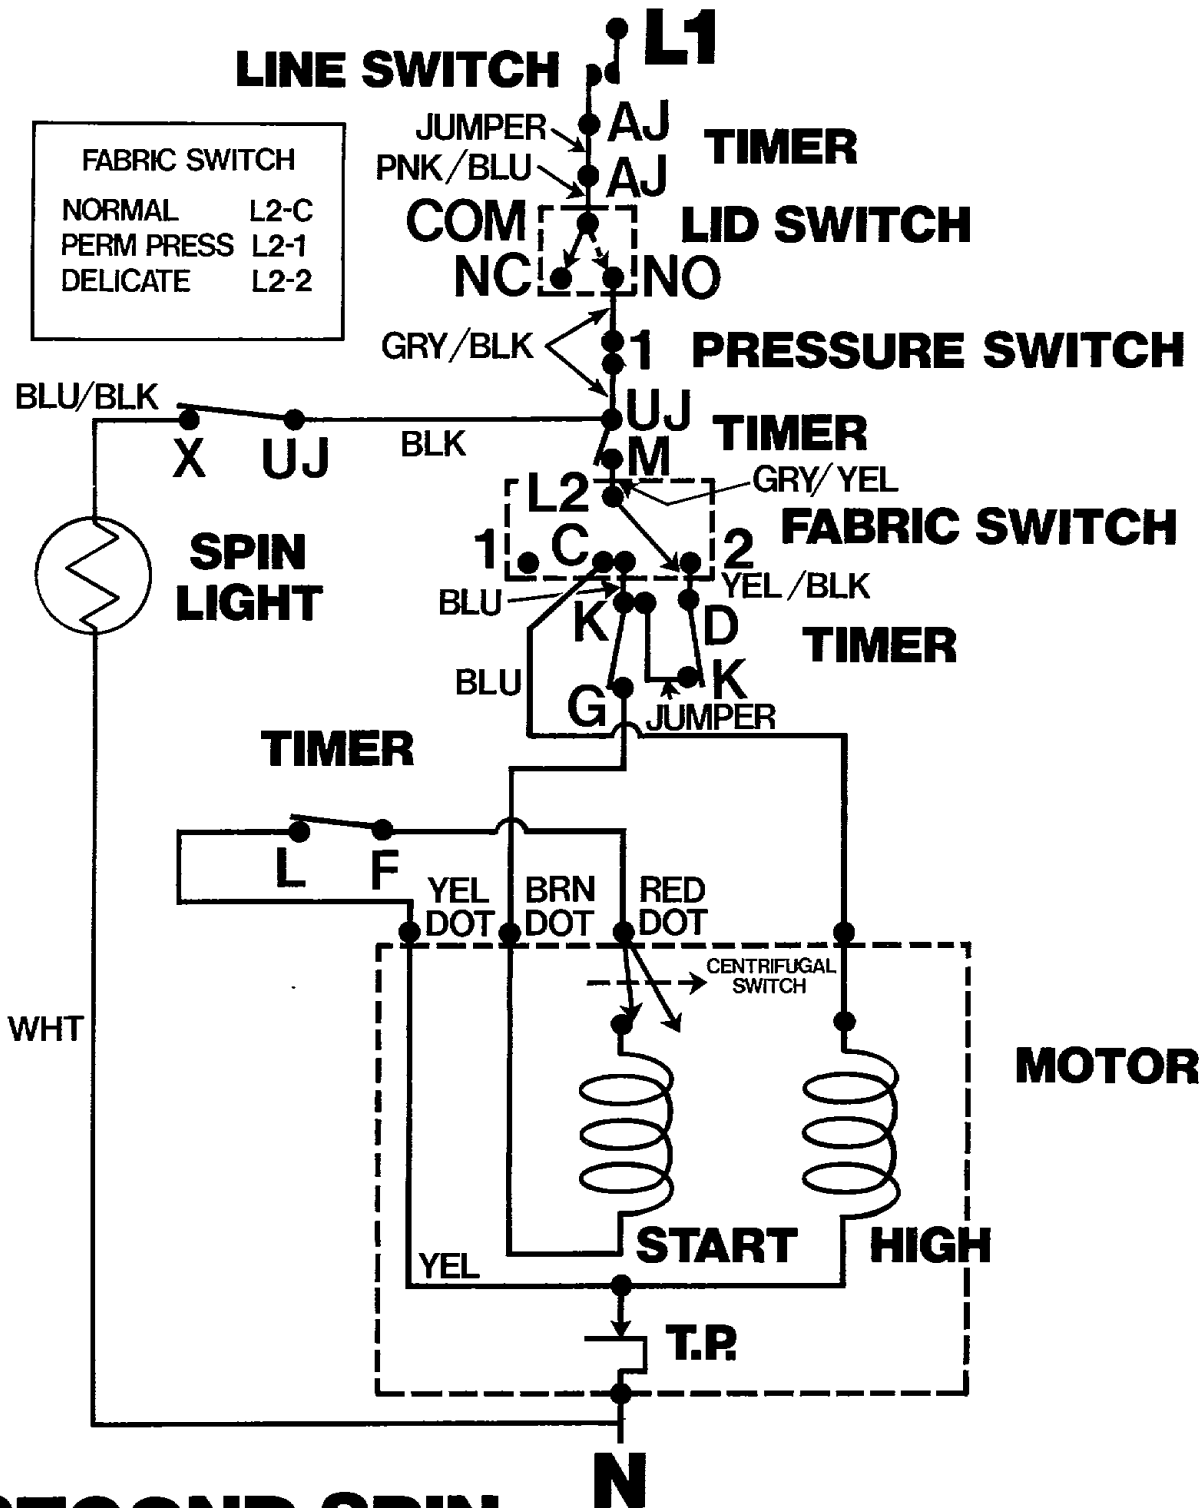 L1
LINE SWITCH
JUMPER
AJ
TIMER
PNK/BLU
AJ
FABRIC SWITCH
NORMAL L2-C
PERM PRESS L2-1
DELICATE L2-2
COM
LID SWITCH
NC
NO
GRY/BLK
1
PRESSURE SWITCH
BLU/BLK
X
UJ
BLK
UJ
TIMER
M
GRY/YEL
L2
FABRIC SWITCH
1
C
2
SPIN
LIGHT
BLU
YEL/BLK
K
D
TIMER
BLU
K
G
JUMPER
TIMER
L
F
YEL
DOT
BRN
DOT
RED
DOT
CENTRIFUGAL
SWITCH
WHT
MOTOR
START
HIGH
YEL
T.P.
N
SECOND SPIN